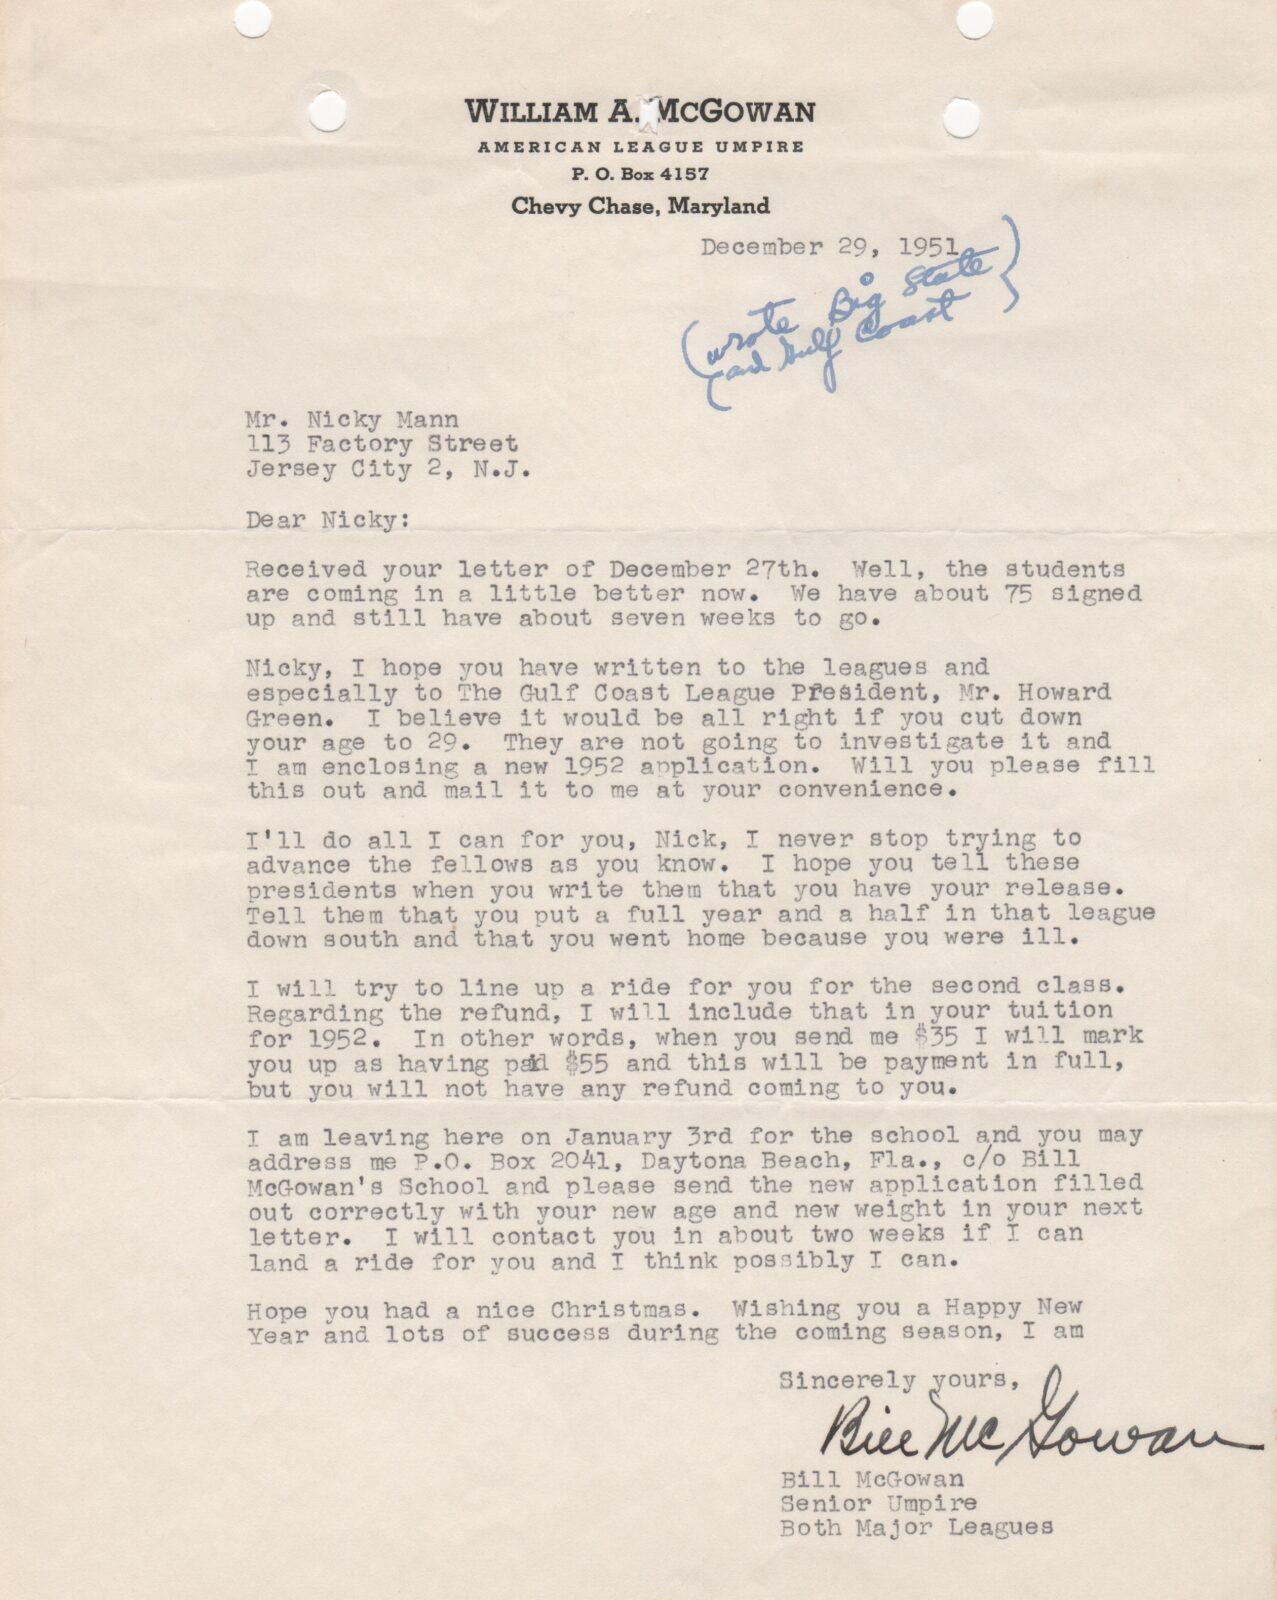 WILLIAM A. MCGOWAN
AMERICAN LEAGUE UMPIRE
P. O. Box 4157
Chevy Chase, Maryland
December 29, 1951
(wrote Big State)
(and Gulf Coast
Mr. Nicky Mann
113 Factory Street
Jersey City 2, N.J.
Dear Nicky:
Received your letter of December 27th. Well, the students
are coming in a little better now. We have about 75 signed
up and still have about seven weeks to go.
Nicky, I hope you have written to the leagues and
especially to The Gulf Coast League President, Mr. Howard
Green. I believe it would be all right if you cut down
your age to 29. They are not going to investigate it and
I am enclosing a new 1952 application. Will you please fill
this out and mail it to me at your convenience.
I'll do all I can for you, Nick, I never stop trying to
advance the fellows as you know. I hope you tell these
presidents when you write them that you have your release.
Tell them that you put a full year and a half in that league
down south and that you went home because you were ill.
I will try to line up a ride for you for the second class.
Regarding the refund, I will include that in your tuition
for 1952. In other words, when you send me $35 I will mark
you up as having paid $55 and this will be payment in full,
but you will not have any refund coming to you.
I am leaving here on January 3rd for the school and you may
address me P.O. Box 2041, Daytona Beach, Fla., c/o Bill
McGowan's School and please send the new application filled
out correctly with your new age and new weight in your next
letter. I will contact you in about two weeks if I can
land a ride for you and I think possibly I can.
Hope you had a nice Christmas. Wishing you a Happy New
Year and lots of success during the coming season, I am
Sincerely yours,
Bill McGowan
Bill McGowan
Senior Umpire
Both Major Leagues